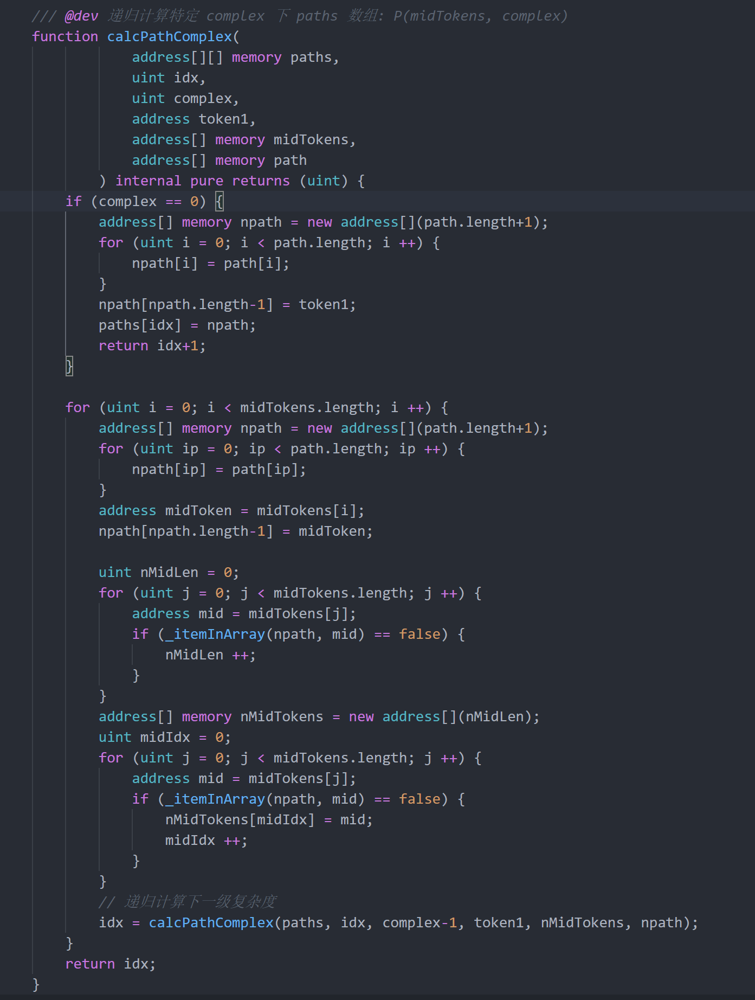 /// @dev 递归计算特定 complex 下 paths 数组: P(midTokens, complex)
function calcPathComplex(
address[][] memory paths,
uint idx,
uint complex,
address token1,
address[] memory midTokens,
address[] memory path
) internal pure returns (uint) {
if (complex == 0) {
address[] memory npath = new address[](path.length+1);
for (uint i = 0; i < path.length; i ++) {
npath[i] = path[i];
}
npath[npath.length-1] = token1;
paths[idx] = npath;
return idx+1;
}
for (uint i = 0; i < midTokens.length; i ++) {
address[] memory npath = new address[](path.length+1);
for (uint ip = 0; ip < path.length; ip ++) {
npath[ip] = path[ip];
}
address midToken = midTokens[i];
npath[npath.length-1] = midToken;
uint nMidLen = 0;
for (uint j = 0; j < midTokens.length; j ++) {
address mid = midTokens[j];
if (_itemInArray(npath, mid) == false) {
nMidLen ++;
}
}
address[] memory nMidTokens = new address[](nMidLen);
uint midIdx = 0;
for (uint j = 0; j < midTokens.length; j ++) {
address mid = midTokens[j];
if (_itemInArray(npath, mid) == false) {
nMidTokens[midIdx] = mid;
midIdx ++;
}
}
// 递归计算下一级复杂度
idx = calcPathComplex(paths, idx, complex-1, token1, nMidTokens, npath);
}
return idx;
}